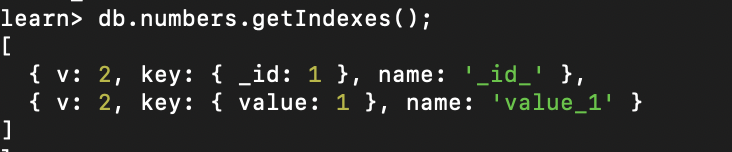 learn> db.numbers.getIndexes();
[
  { v: 2, key: { _id: 1 }, name: '_id_' },
  { v: 2, key: { value: 1 }, name: 'value_1' }
]